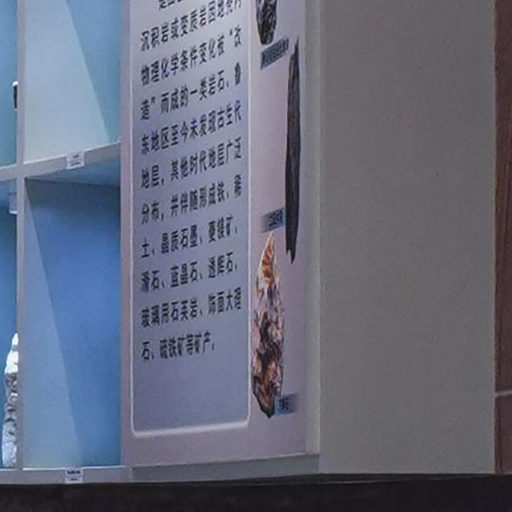 沉积岩或变质岩因地壳内
物理化学条件变化被“改
造”而成的一类岩石。鲁
东地区至今未发现古生代
地层，其他时代地层广泛
分布，并伴随形成铁、稀
土、晶质石墨、菱镁矿、
滑石、蓝晶石、透辉石、
玻璃用石英岩、饰面大理
石、硫铁矿等矿产。